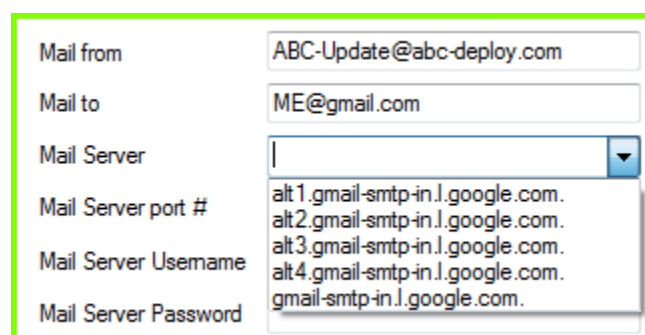 Mail from ABC-Update@abc-deploy.com
Mail to ME@gmail.com
Mail Server
alt1.gmail-smtp-in.l.google.com.
Mail Server port # alt2.gmail-smtp-in.l.google.com.
alt3.gmail-smtp-in.l.google.com.
Mail Server Username alt4.gmail-smtp-in.l.google.com.
gmail-smtp-in.l.google.com.
Mail Server Password